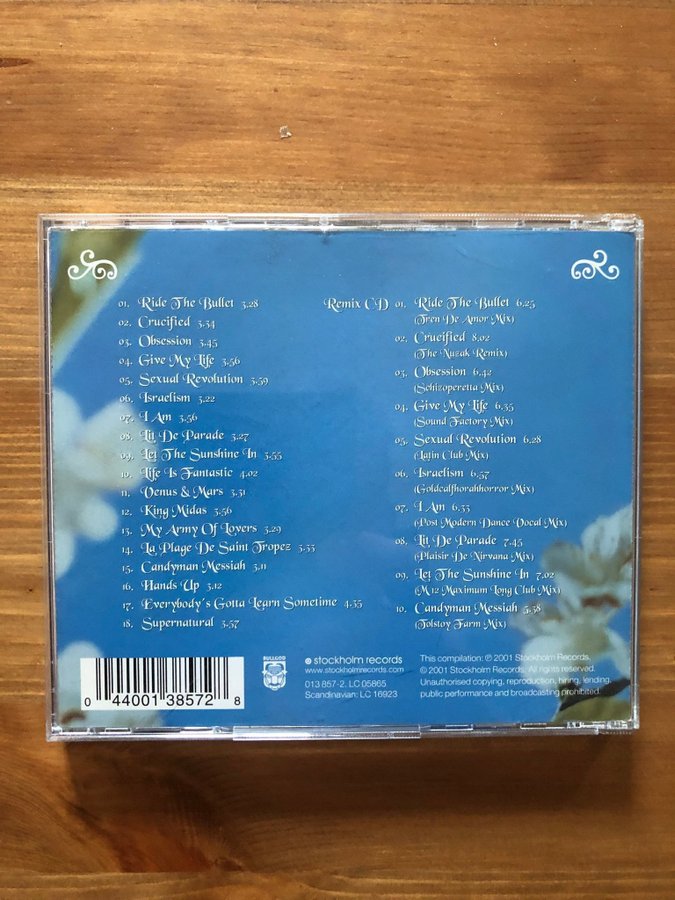 01. Ride The Bullet 3.28
02. Crucified 3.34
03. Obsession 3.45
04. Give My Life 3.56
05. Sexual Revolution 3.59
06. Israelism 3.22
07. I Am 3.56
08. Lit De Parade 3.27
09. Let The Sunshine In 3.55
10. Life Is Fantastic 4.02
11. Venus & Mars 3.31
12. King Midas 3.56
13. My Army Of Lovers 3.29
14. La Plage De Saint Tropez 3.33
15. Candyman Messiah 3.11
16. Hands Up 3.12
17. Everybody's Gotta Learn Sometime 4.35
18. Supernatural 3.57
Remix CD 01. Ride The Bullet 6.25
(Tren De Amor Mix)
02. Crucified 8.02
(The Nuzak Remix)
03. Obsession 6.42
(Schizoperetta Mix)
04. Give My Life 6.35
(Sound Factory Mix)
05. Sexual Revolution 6.28
(Latin Club Mix)
06. Israelism 6.57
(Goldcalfhorahhorror Mix)
07. I Am 6.33
(Post Modern Dance Vocal Mix)
08. Lit De Parade 7.45
(Plaisir De Nirvana Mix)
09. Let The Sunshine In 7.02
(M12 Maximum Long Club Mix)
10. Candyman Messiah 5.38
(Tolstoy Farm Mix)
0 44001 38572 8
BULLGOD
stockholm records
www.stockholmrecords.com
013 857-2. LC 05865
Scandinavian: LC 16923
This compilation: ℗ 2001 Stockholm Records.
© 2001 Stockholm Records. All rights reserved.
Unauthorised copying, reproduction, hiring, lending,
public performance and broadcasting prohibited.